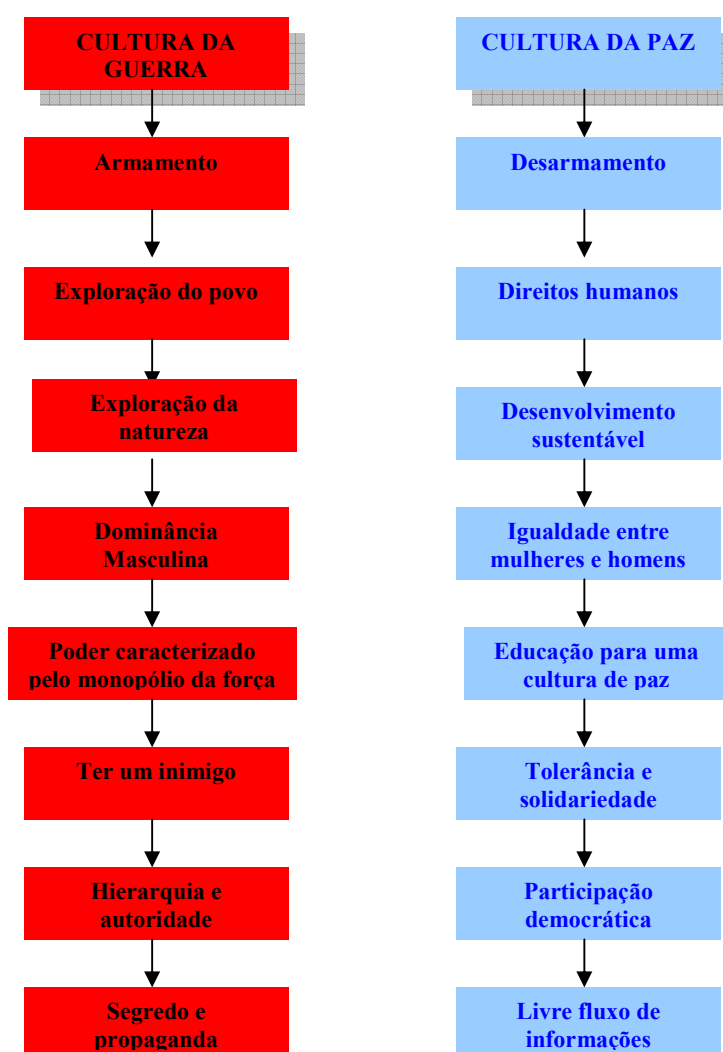 CULTURA DA
GUERRA
Armamento
Exploração do povo
Exploração da
natureza
Dominância
Masculina
Poder caracterizado
pelo monopólio da força
Ter um inimigo
Hierarquia e
autoridade
Segredo e
propaganda
CULTURA DA PAZ
Desarmamento
Direitos humanos
Desenvolvimento
sustentável
Igualdade entre
mulheres e homens
Educação para uma
cultura de paz
Tolerância e
solidariedade
Participação
democrática
Livre fluxo de
informações